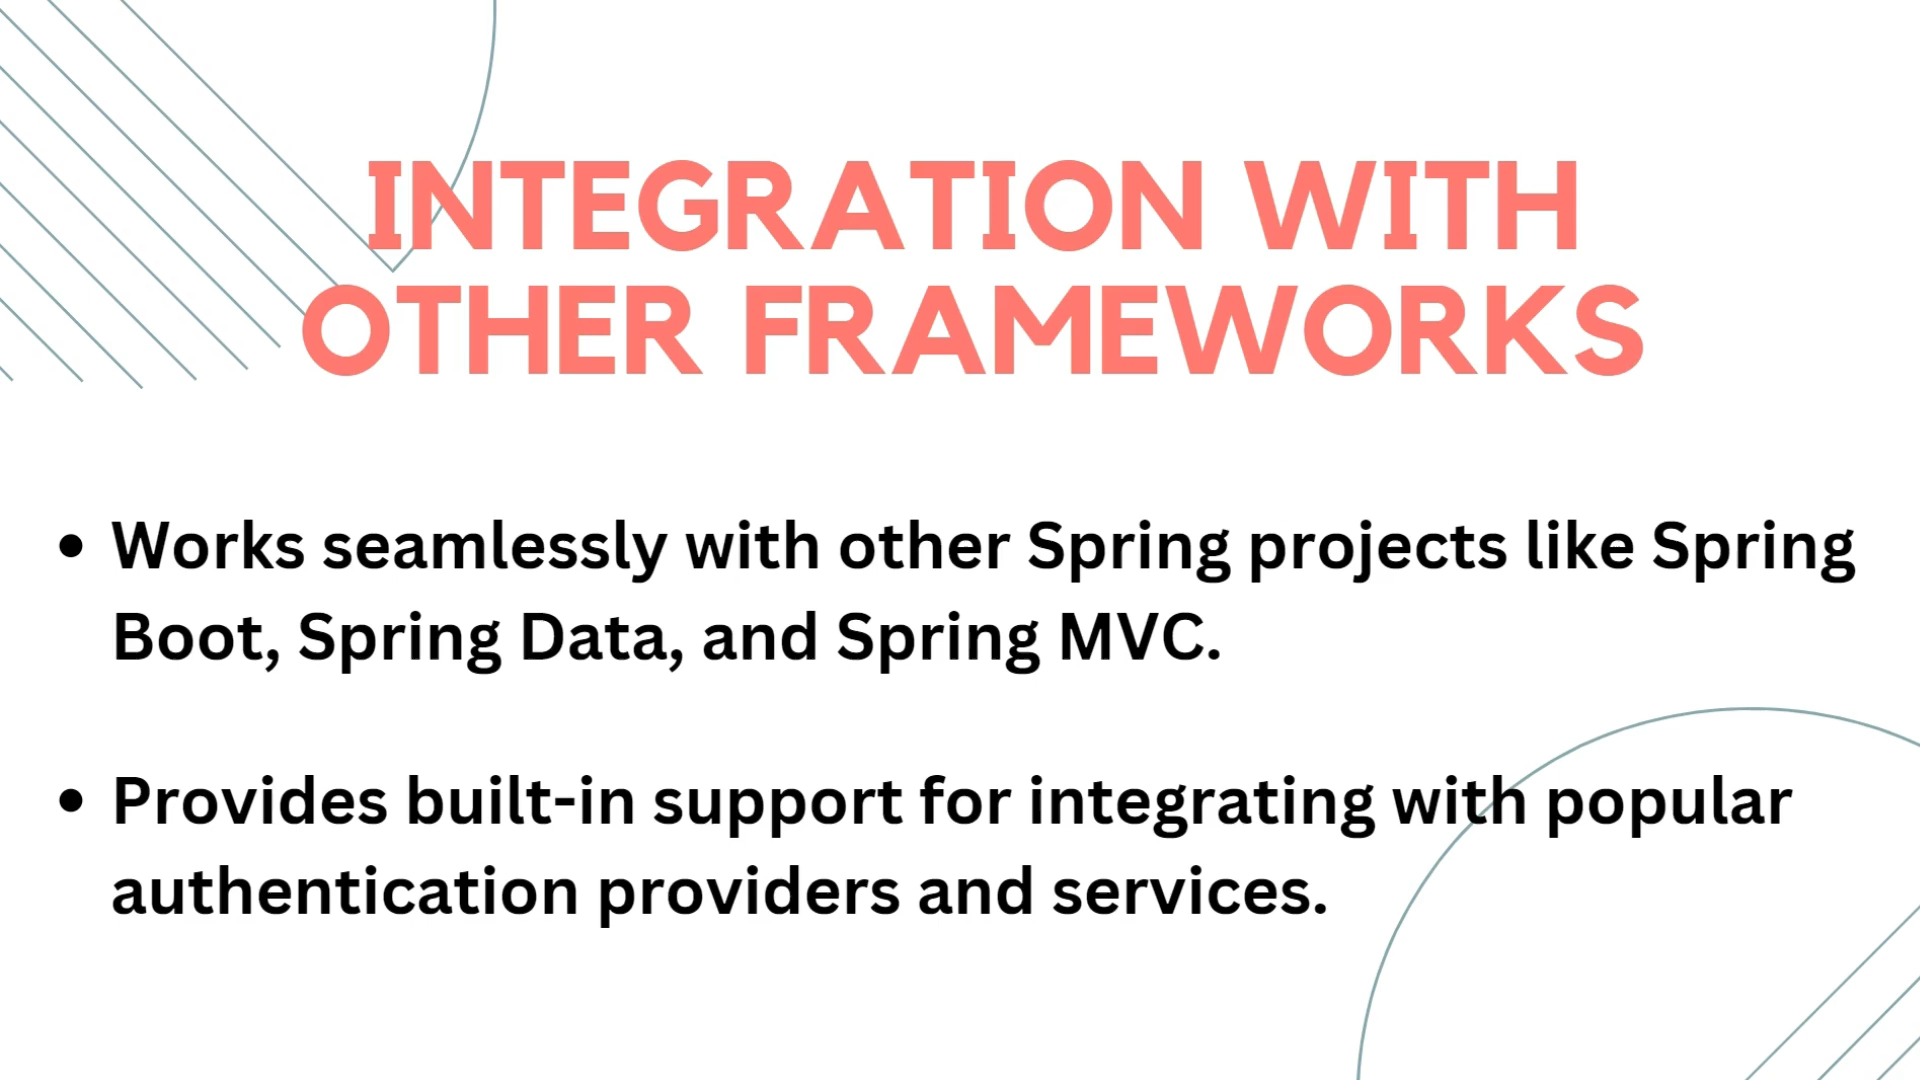 INTEGRATION WITH
OTHER FRAMEWORKS
• Works seamlessly with other Spring projects like Spring
Boot, Spring Data, and Spring MVC.
• Provides built-in support for integrating with popular
authentication providers and services.